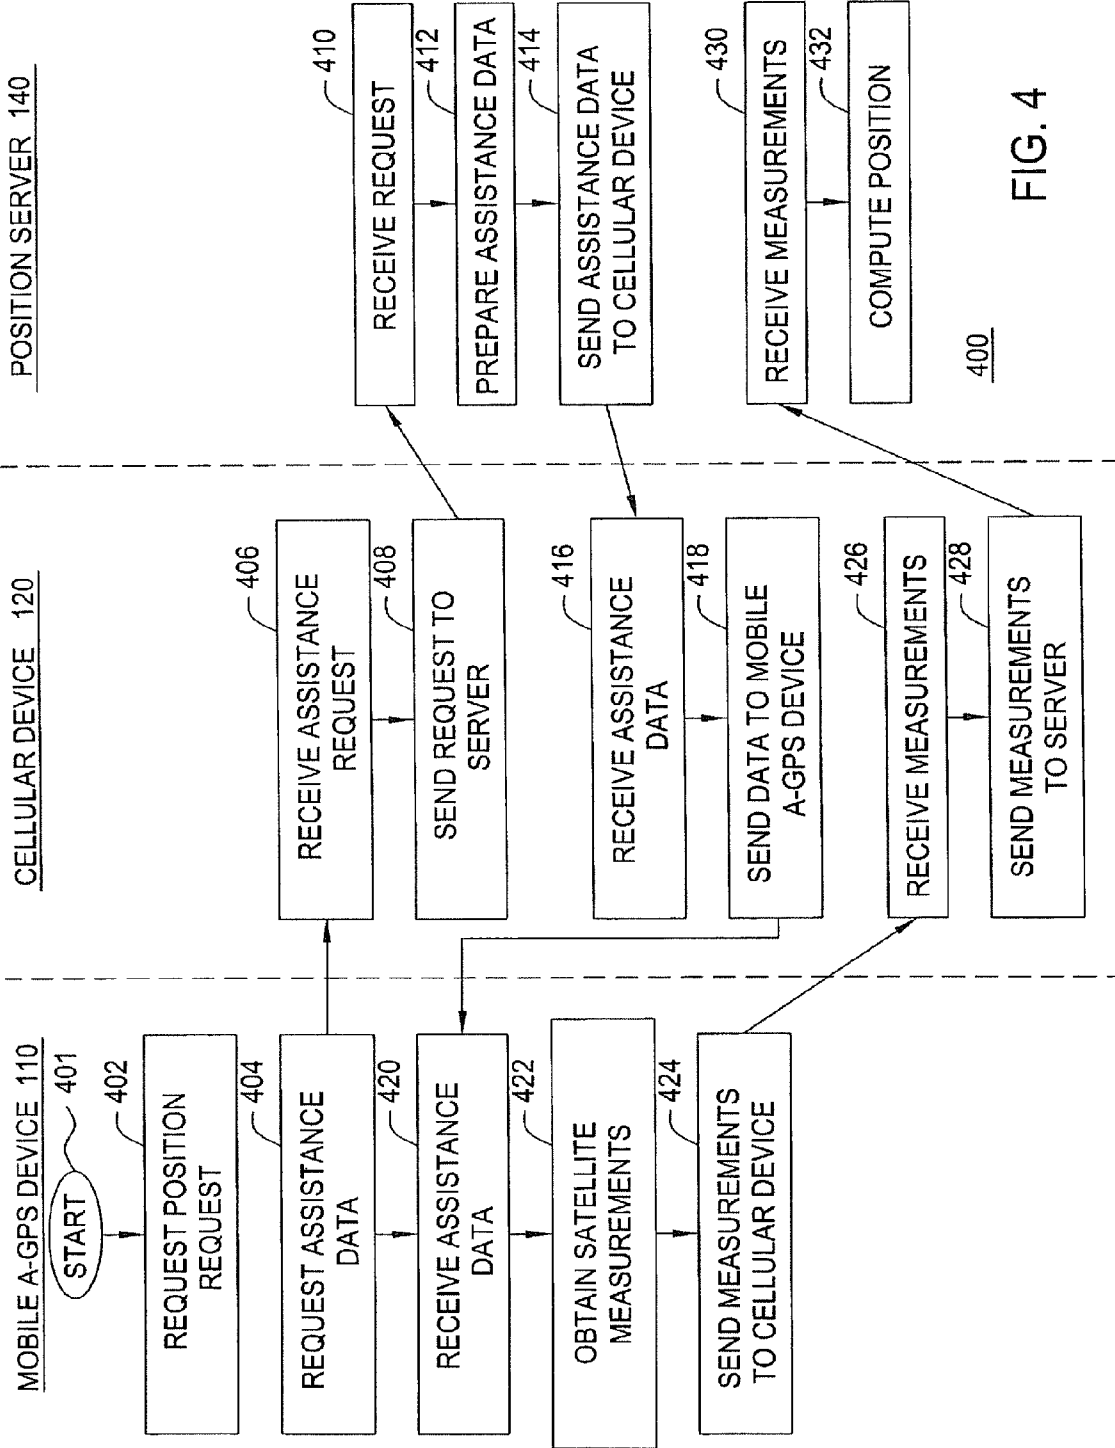 MOBILE A-GPS DEVICE 110
START
401
402
REQUEST POSITION
REQUEST
404
REQUEST ASSISTANCE
DATA
420
RECEIVE ASSISTANCE
DATA
422
OBTAIN SATELLITE
MEASUREMENTS
424
SEND MEASUREMENTS
TO CELLULAR DEVICE
CELLULAR DEVICE 120
406
RECEIVE ASSISTANCE
REQUEST
408
SEND REQUEST TO
SERVER
416
RECEIVE ASSISTANCE
DATA
418
SEND DATA TO MOBILE
A-GPS DEVICE
426
RECEIVE MEASUREMENTS
428
SEND MEASUREMENTS
TO SERVER
POSITION SERVER 140
410
RECEIVE REQUEST
412
PREPARE ASSISTANCE DATA
414
SEND ASSISTANCE DATA
TO CELLULAR DEVICE
430
RECEIVE MEASUREMENTS
432
COMPUTE POSITION
400
FIG. 4